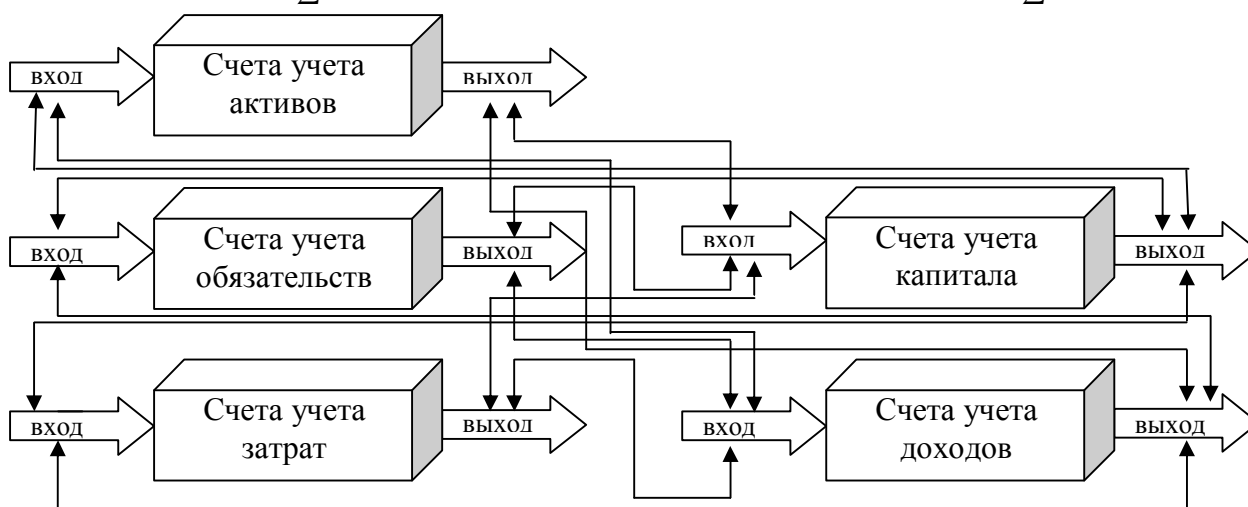 вход
Счета учета
активов
выход
вход
Счета учета
обязательств
выход
вход
Счета учета
капитала
выход
вход
Счета учета
затрат
выход
вход
Счета учета
доходов
выход